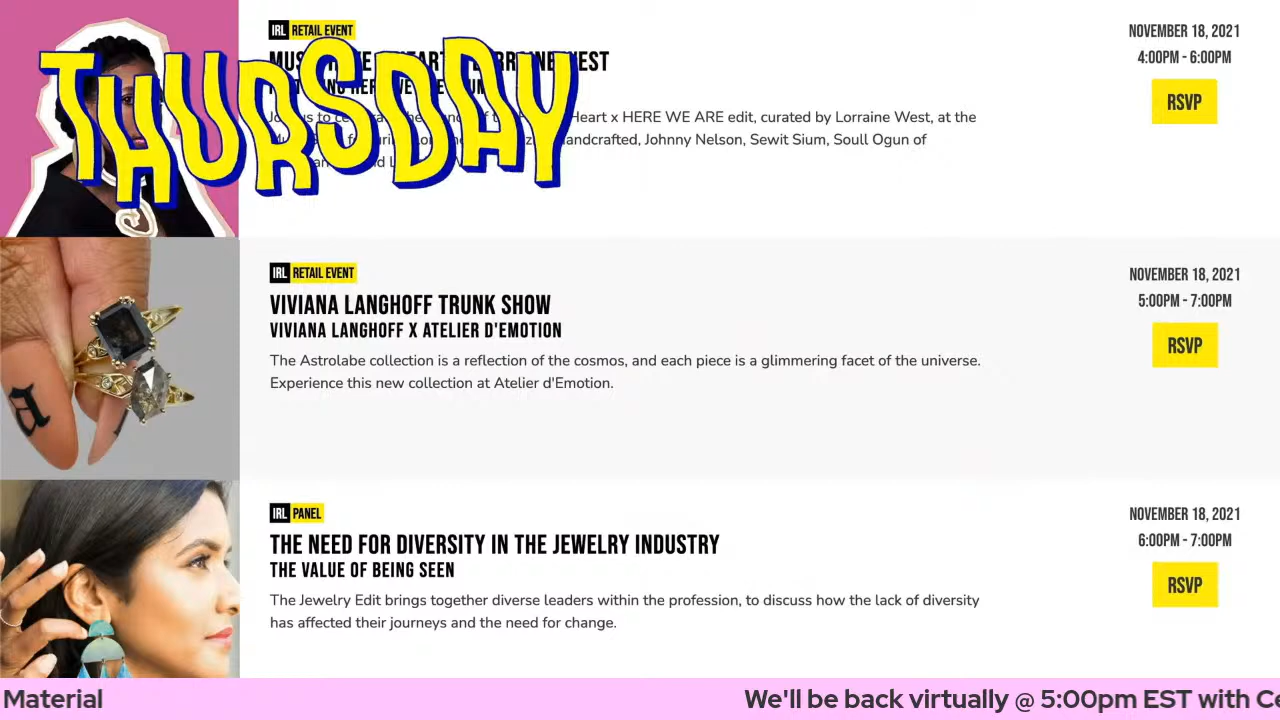 THURSDAY
IRL RETAIL EVENT
WEST
Heart x HERE WE ARE edit, curated by Lorraine West, at the
Johnny Nelson, Sewit Sium, Soull Ogun of
NOVEMBER 18, 2021
4:00PM - 6:00PM
RSVP
IRL RETAIL EVENT
VIVIANA LANGHOFF TRUNK SHOW
VIVIANA LANGHOFF X ATELIER D'EMOTION
The Astrolabe collection is a reflection of the cosmos, and each piece is a glimmering facet of the universe.
Experience this new collection at Atelier d'Emotion.
NOVEMBER 18, 2021
5:00PM - 7:00PM
RSVP
IRL PANEL
THE NEED FOR DIVERSITY IN THE JEWELRY INDUSTRY
THE VALUE OF BEING SEEN
The Jewelry Edit brings together diverse leaders within the profession, to discuss how the lack of diversity
has affected their journeys and the need for change.
NOVEMBER 18, 2021
6:00PM - 7:00PM
RSVP
Material We'll be back virtually @ 5:00pm EST with